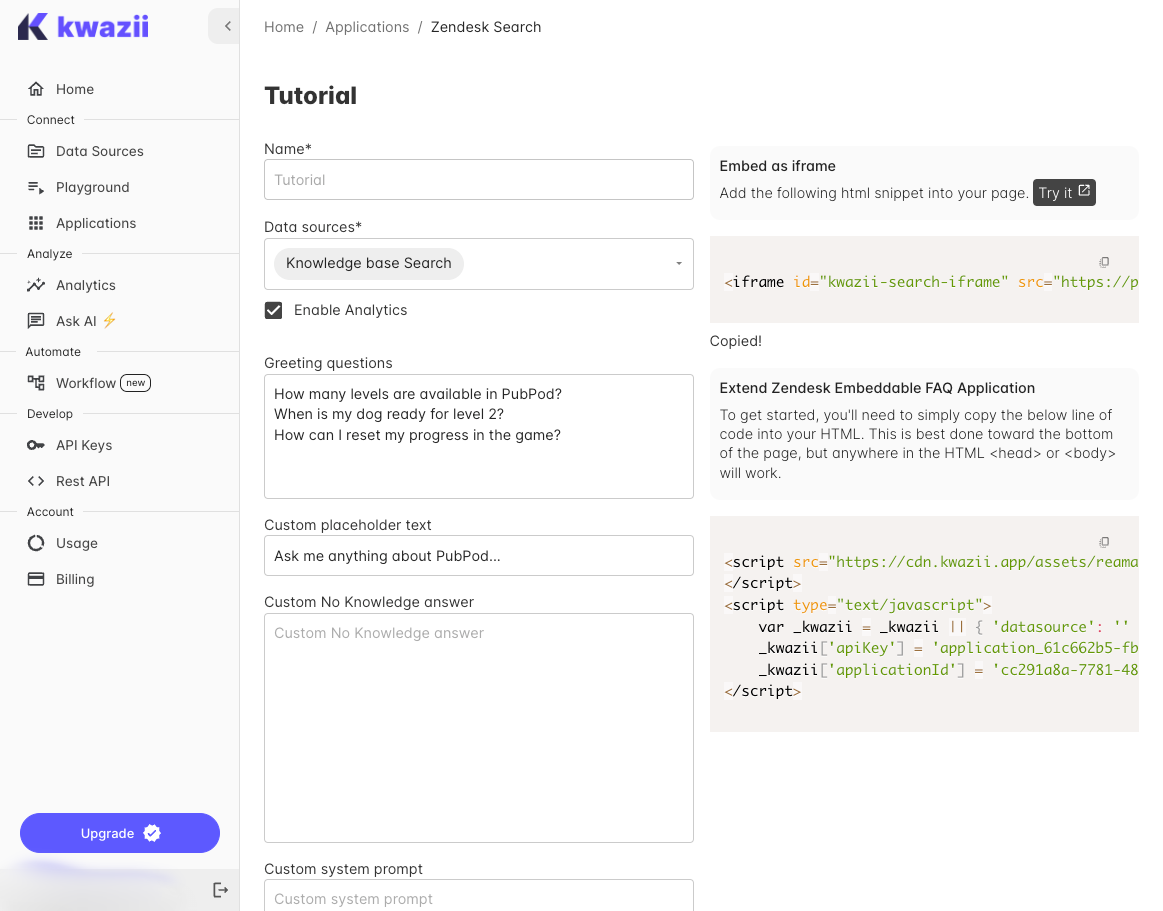 kwazii
Home
Connect
Data Sources
Playground
Applications
Analyze
Analytics
Ask AI ⚡
Automate
Workflow new
Develop
API Keys
Rest API
Account
Usage
Billing
Upgrade
Home / Applications / Zendesk Search
Tutorial
Name*
Tutorial
Data sources*
Knowledge base Search
Enable Analytics
Greeting questions
How many levels are available in PubPod?
When is my dog ready for level 2?
How can I reset my progress in the game?
Custom placeholder text
Ask me anything about PubPod...
Custom No Knowledge answer
Custom No Knowledge answer
Custom system prompt
Custom system prompt
Embed as iframe
Add the following html snippet into your page. Try it
<iframe id="kwazii-search-iframe" src="https://p
Copied!
Extend Zendesk Embeddable FAQ Application
To get started, you'll need to simply copy the below line of
code into your HTML. This is best done toward the bottom
of the page, but anywhere in the HTML <head> or <body>
will work.
<script src="https://cdn.kwazii.app/assets/reama
</script>
<script type="text/javascript">
var _kwazii = _kwazii || { 'datasource': ''
_kwazii['apiKey'] = 'application_61c662b5-fb
_kwazii['applicationId'] = 'cc291a8a-7781-48
</script>